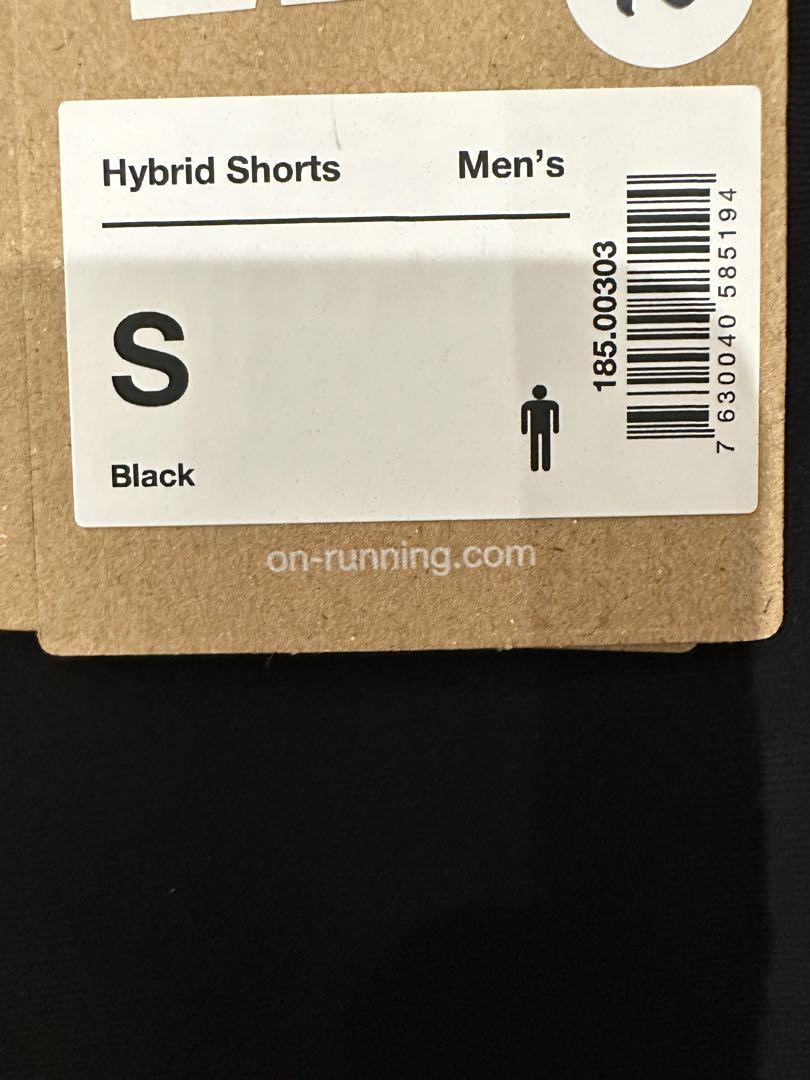 Hybrid Shorts Men's
S
Black
185.00303
7 630040 585194
on-running.com